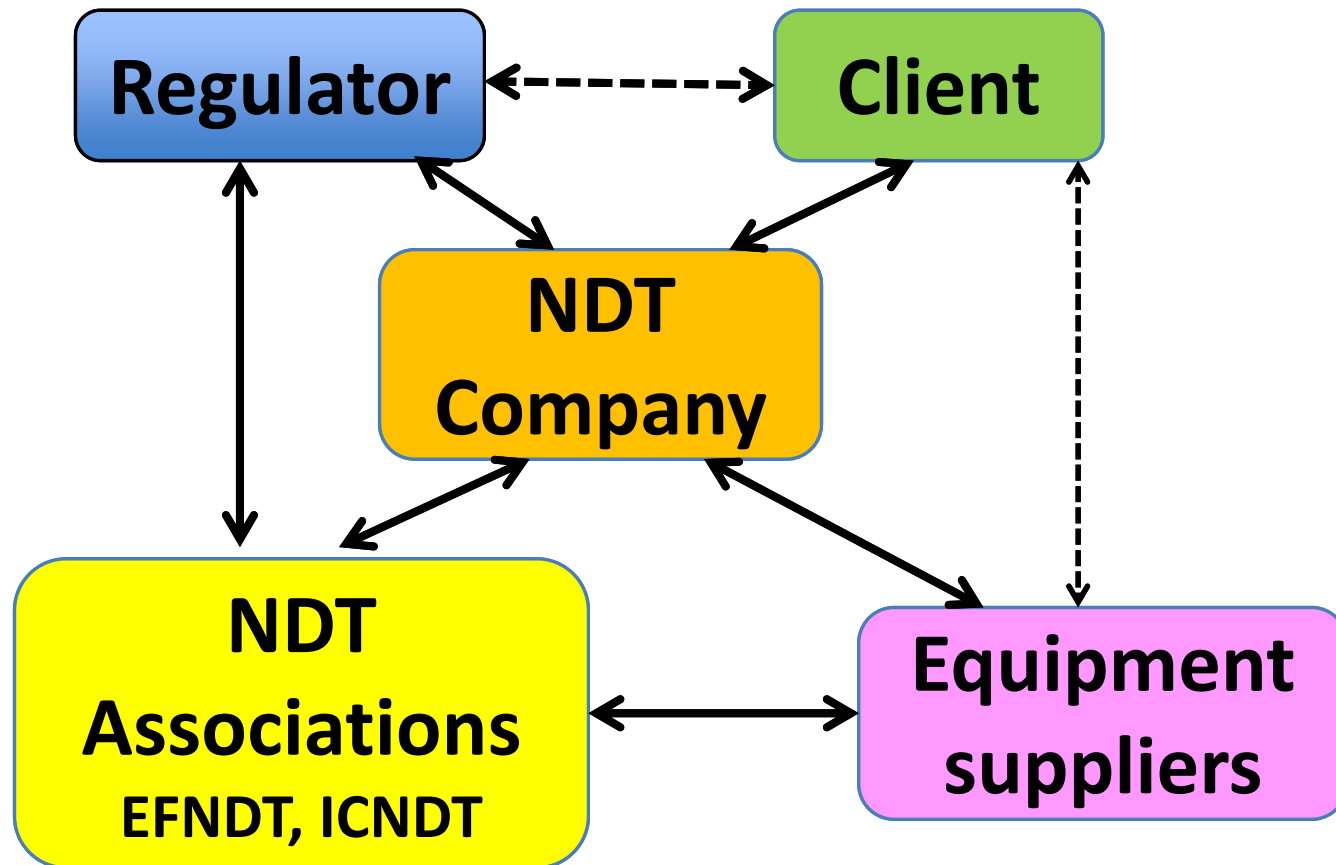 Regulator
Client
NDT
Company
NDT
Associations
EFNDT, ICNDT
Equipment
suppliers